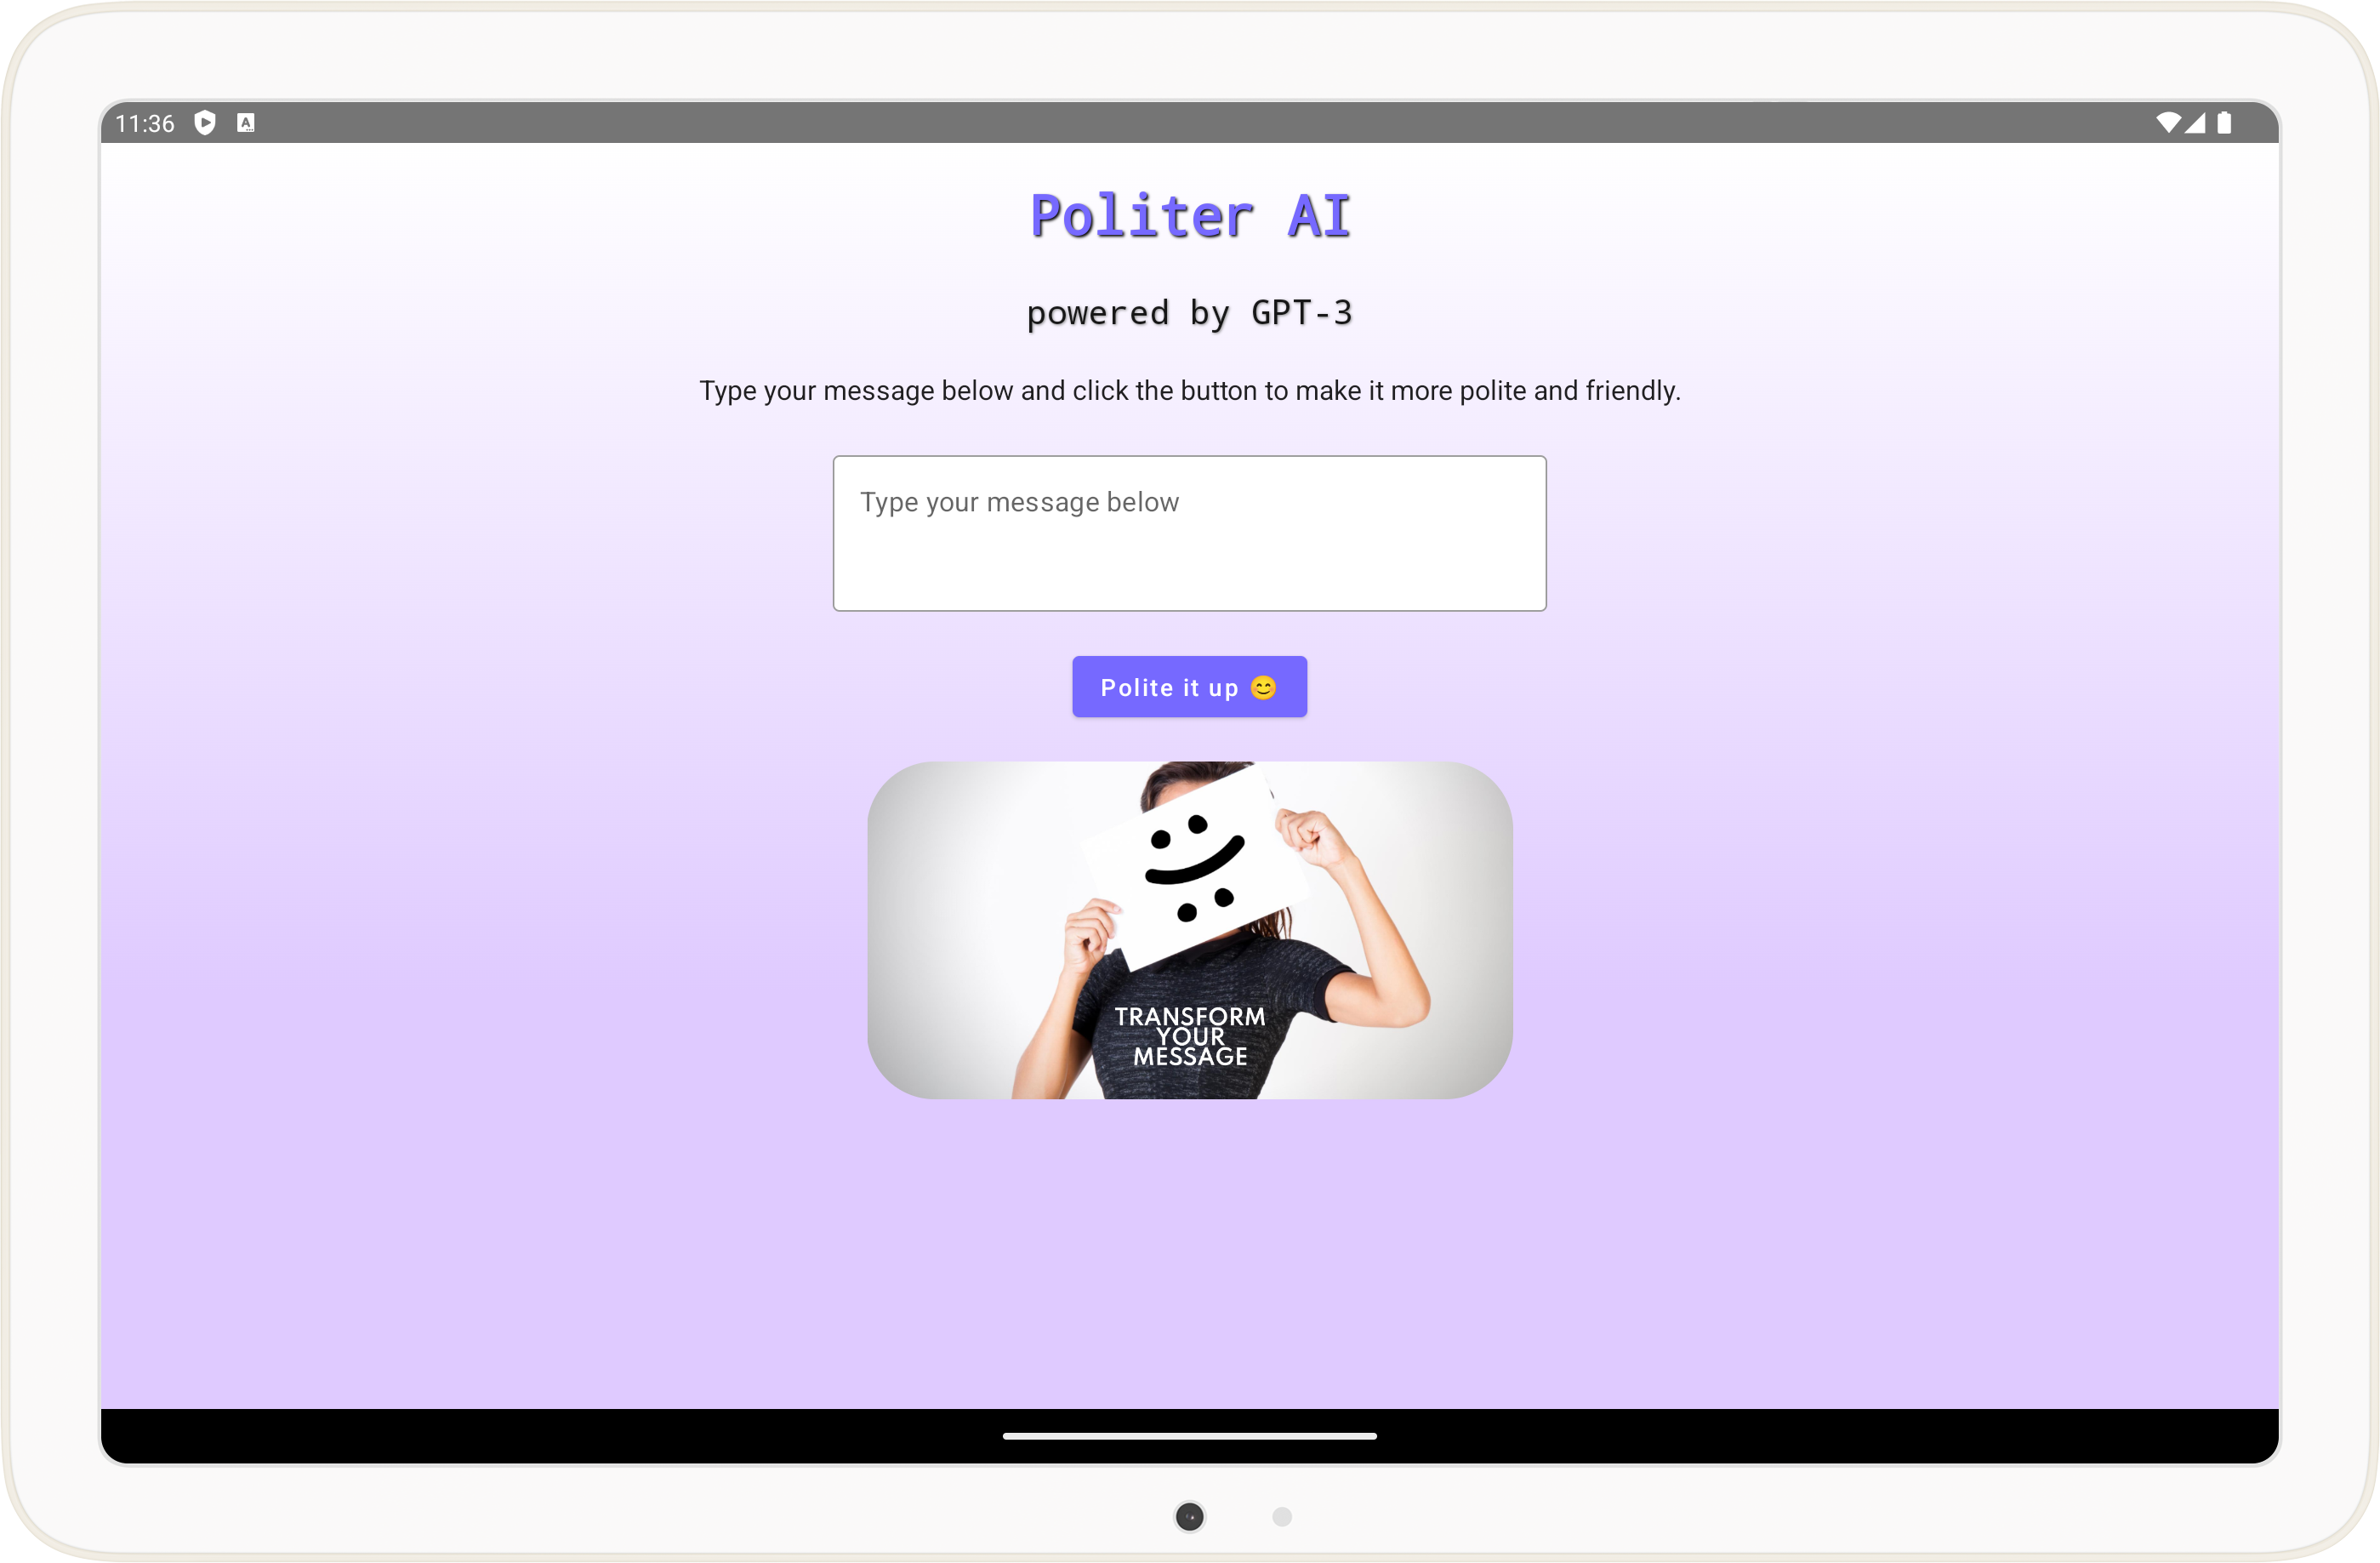 11:36
Politer AI
powered by GPT-3
Type your message below and click the button to make it more polite and friendly.
Type your message below
Polite it up 😊
TRANSFORM
YOUR
MESSAGE